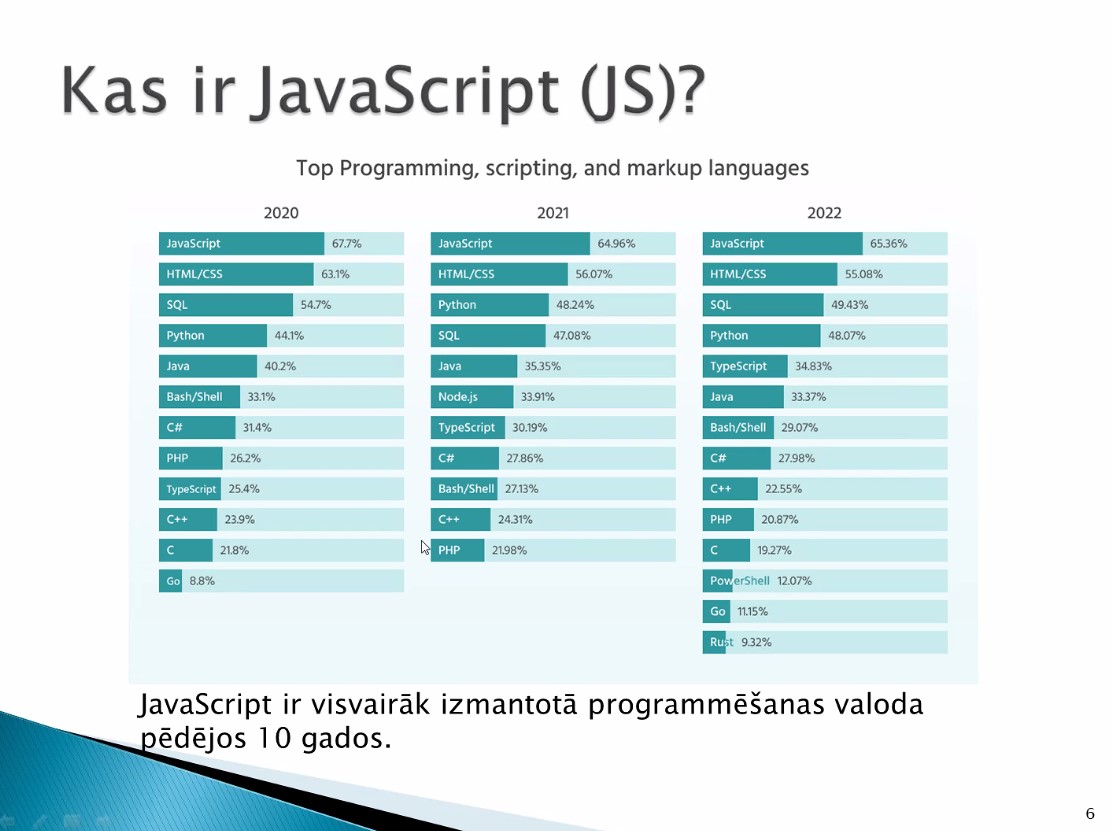 Kas ir JavaScript (JS)?
Top Programming, scripting, and markup languages
2020
JavaScript 67.7%
HTML/CSS 63.1%
SQL 54.7%
Python 44.1%
Java 40.2%
Bash/Shell 33.1%
C# 31.4%
PHP 26.2%
TypeScript 25.4%
C++ 23.9%
C 21.8%
Go 8.8%
2021
JavaScript 64.96%
HTML/CSS 56.07%
Python 48.24%
SQL 47.08%
Java 35.35%
Node.js 33.91%
TypeScript 30.19%
C# 27.86%
Bash/Shell 27.13%
C++ 24.31%
PHP 21.98%
2022
JavaScript 65.36%
HTML/CSS 55.08%
SQL 49.43%
Python 48.07%
TypeScript 34.83%
Java 33.37%
Bash/Shell 29.07%
C# 27.98%
C++ 22.55%
PHP 20.87%
C 19.27%
PowerShell 12.07%
Go 11.15%
Rust 9.32%
JavaScript ir visvairāk izmantotā programmēšanas valoda
pēdējos 10 gados.
6